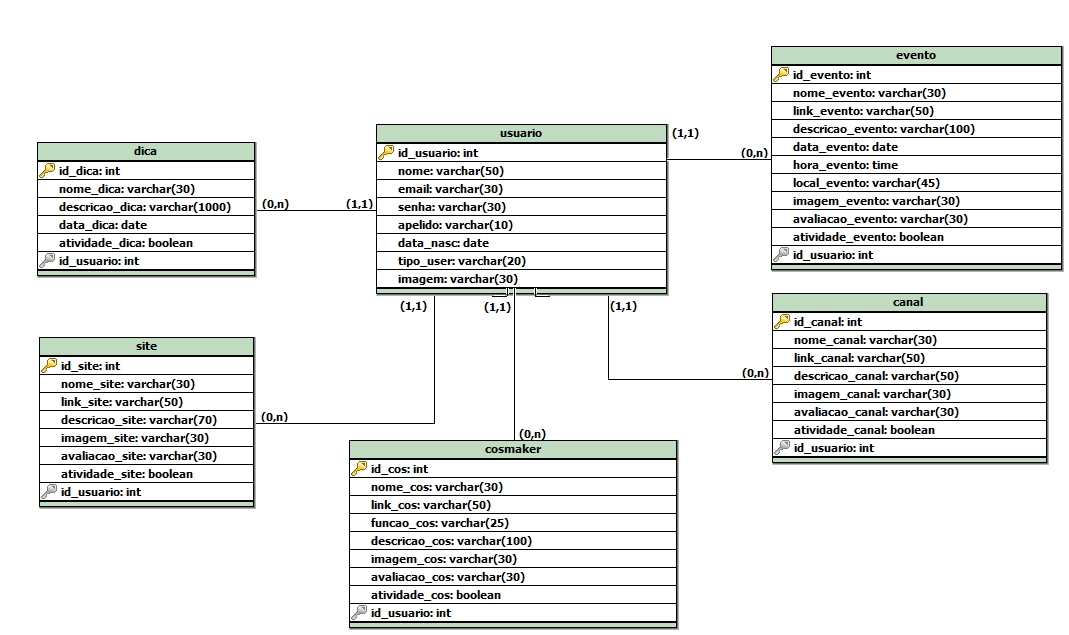 evento
id_evento: int
nome_evento: varchar(30)
link_evento: varchar(50)
descricao_evento: varchar(100)
data_evento: date
hora_evento: time
local_evento: varchar(45)
imagem_evento: varchar(30)
avaliacao_evento: varchar(30)
atividade_evento: boolean
id_usuario: int
usuario
id_usuario: int
nome: varchar(50)
email: varchar(30)
senha: varchar(30)
apelido: varchar(10)
data_nasc: date
tipo_user: varchar(20)
imagem: varchar(30)
(1,1)
(0,n)
dica
id_dica: int
nome_dica: varchar(30)
descricao_dica: varchar(1000)
data_dica: date
atividade_dica: boolean
id_usuario: int
(0,n)
(1,1)
(1,1)
(1,1)
(1,1)
canal
id_canal: int
nome_canal: varchar(30)
link_canal: varchar(50)
descricao_canal: varchar(50)
imagem_canal: varchar(30)
avaliacao_canal: varchar(30)
atividade_canal: boolean
id_usuario: int
(0,n)
site
id_site: int
nome_site: varchar(30)
link_site: varchar(50)
descricao_site: varchar(70)
imagem_site: varchar(30)
avaliacao_site: varchar(30)
atividade_site: boolean
id_usuario: int
(0,n)
(0,n)
cosmaker
id_cos: int
nome_cos: varchar(30)
link_cos: varchar(50)
funcao_cos: varchar(25)
descricao_cos: varchar(100)
imagem_cos: varchar(30)
avaliacao_cos: varchar(30)
atividade_cos: boolean
id_usuario: int